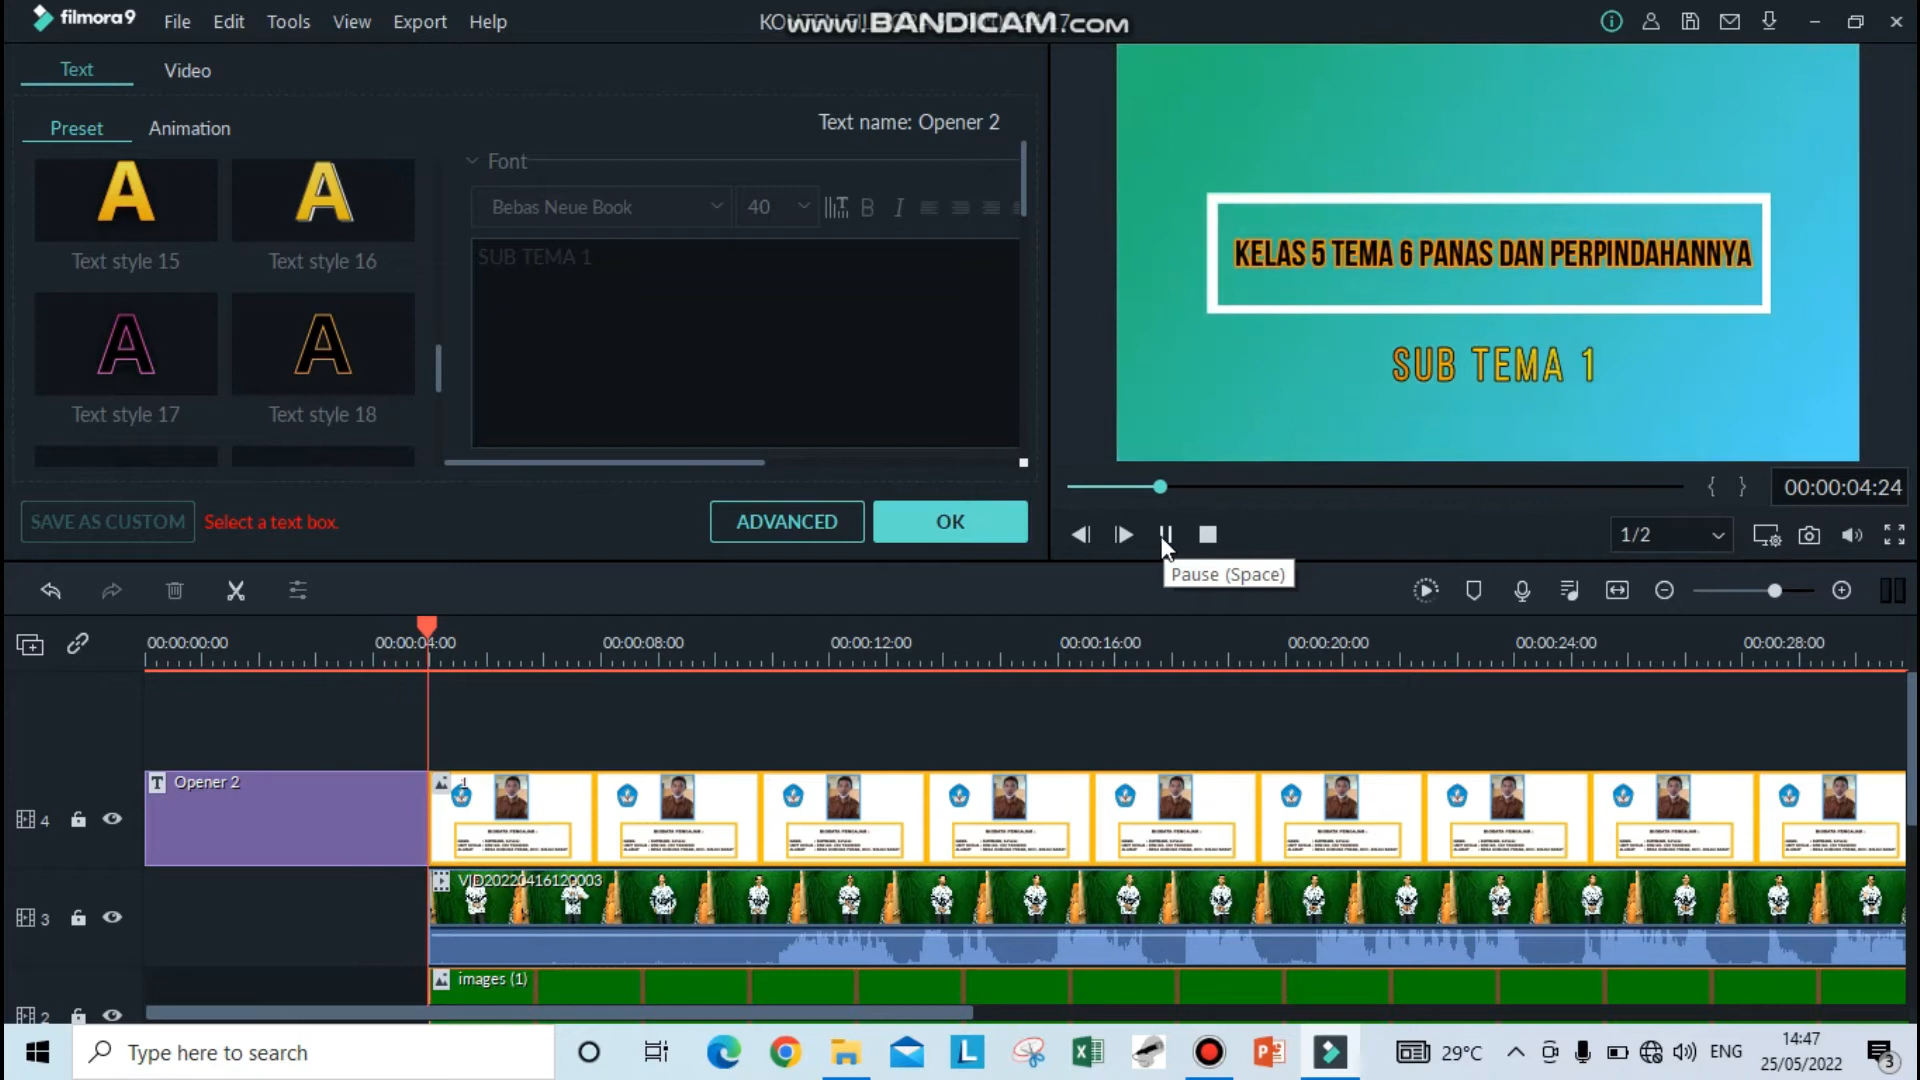 filmora9 File Edit Tools View Export Help
www.BANDICAM.com
Text Video
Preset Animation
Text name: Opener 2
Font
Bebas Neue Book 40 B I
SUB TEMA 1
Text style 15 Text style 16
Text style 17 Text style 18
SAVE AS CUSTOM Select a text box. ADVANCED OK
KELAS 5 TEMA 6 PANAS DAN PERPINDAHANNYA
SUB TEMA 1
{ } 00:00:04:24
1/2
Pause (Space)
00:00:00:00 00:00:04:00 00:00:08:00 00:00:12:00 00:00:16:00 00:00:20:00 00:00:24:00 00:00:28:00
T Opener 2
1
4
VID20220416120003
3
images (1)
2
Type here to search
29°C ENG
14:47
25/05/2022
3